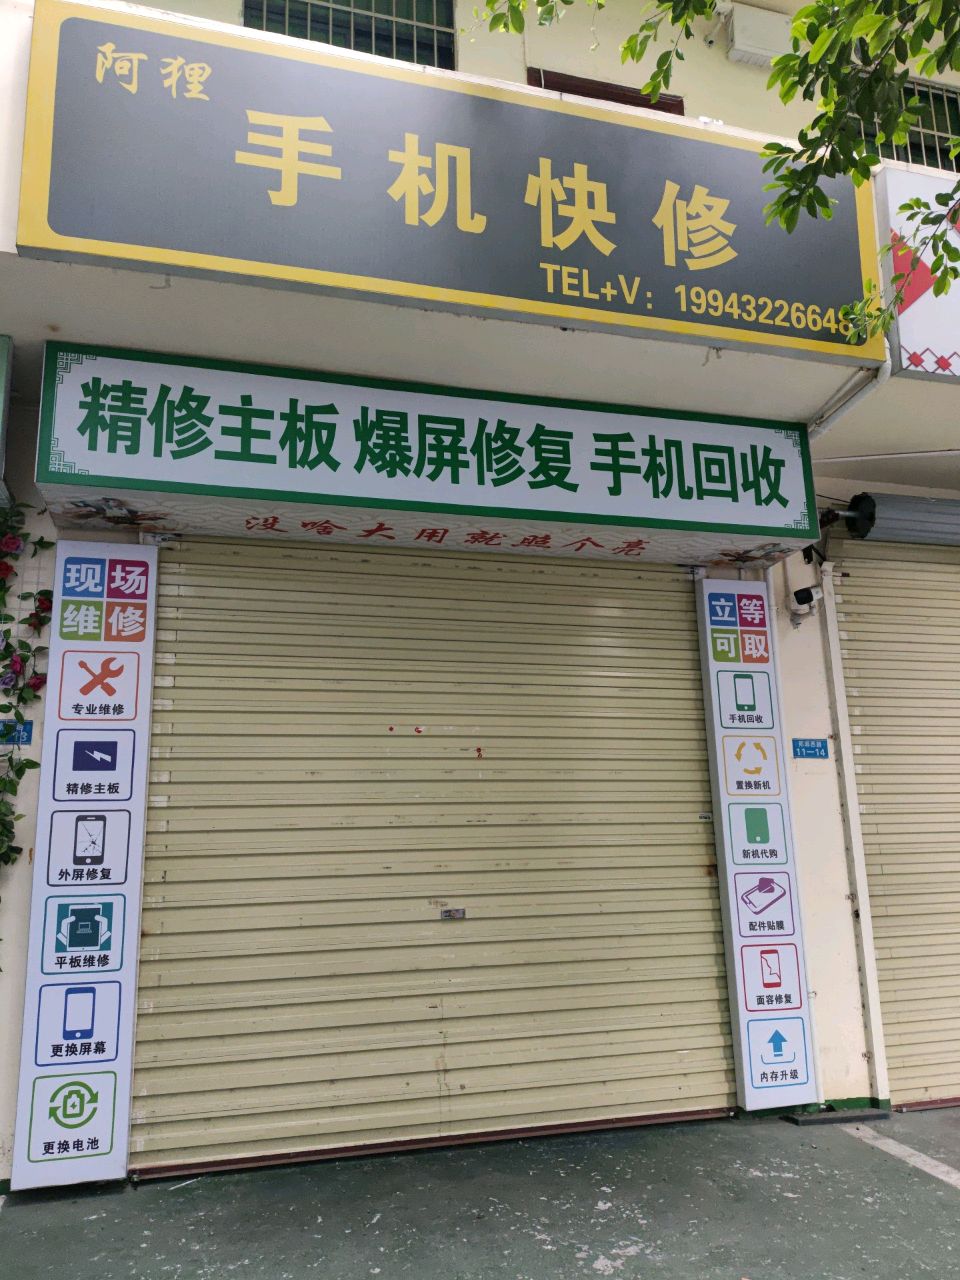 阿狸
手机快修
TEL+V：19943226648
精修主板 爆屏修复 手机回收
没啥大用就照个亮
现场
维修
专业维修
精修主板
外屏修复
平板维修
更换屏幕
更换电池
立等
可取
手机回收
置换新机
新机代购
配件贴膜
面容修复
内存升级
11—14